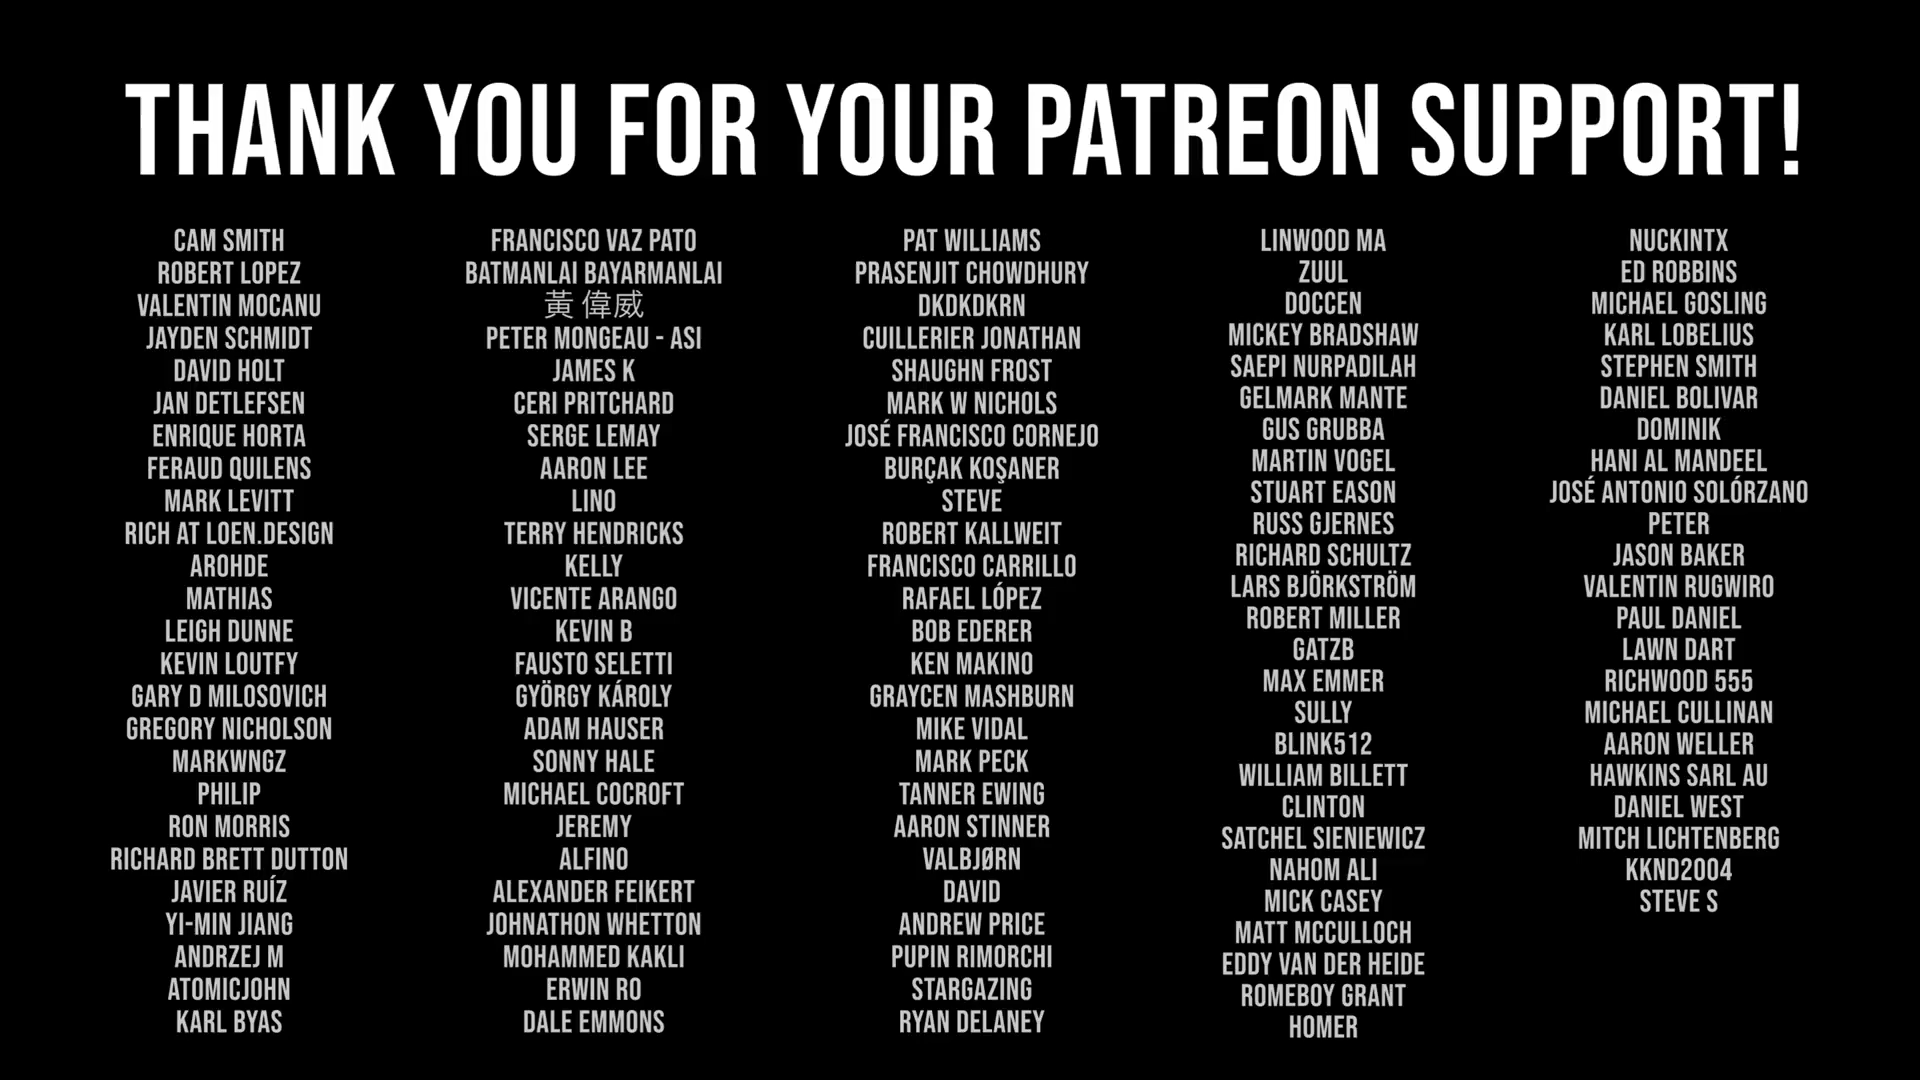 THANK YOU FOR YOUR PATREON SUPPORT!
CAM SMITH
ROBERT LOPEZ
VALENTIN MOCANU
JAYDEN SCHMIDT
DAVID HOLT
JAN DETLEFSEN
ENRIQUE HORTA
FERAUD QUILENS
MARK LEVITT
RICH AT LOEN.DESIGN
AROHDE
MATHIAS
LEIGH DUNNE
KEVIN LOUTFY
GARY D MILOSOVICH
GREGORY NICHOLSON
MARKWNGZ
PHILIP
RON MORRIS
RICHARD BRETT DUTTON
JAVIER RUÍZ
YI-MIN JIANG
ANDRZEJ M
ATOMICJOHN
KARL BYAS
FRANCISCO VAZ PATO
BATMANLAI BAYARMANLAI
黃 偉威
PETER MONGEAU - ASI
JAMES K
CERI PRITCHARD
SERGE LEMAY
AARON LEE
LINO
TERRY HENDRICKS
KELLY
VICENTE ARANGO
KEVIN B
FAUSTO SELETTI
GYÖRGY KÁROLY
ADAM HAUSER
SONNY HALE
MICHAEL COCROFT
JEREMY
ALFINO
ALEXANDER FEIKERT
JOHNATHON WHETTON
MOHAMMED KAKLI
ERWIN RO
DALE EMMONS
PAT WILLIAMS
PRASENJIT CHOWDHURY
DKDKDKRN
CUILLERIER JONATHAN
SHAUGHN FROST
MARK W NICHOLS
JOSÉ FRANCISCO CORNEJO
BURÇAK KOŞANER
STEVE
ROBERT KALLWEIT
FRANCISCO CARRILLO
RAFAEL LÓPEZ
BOB EDERER
KEN MAKINO
GRAYCEN MASHBURN
MIKE VIDAL
MARK PECK
TANNER EWING
AARON STINNER
VALBJØRN
DAVID
ANDREW PRICE
PUPIN RIMORCHI
STARGAZING
RYAN DELANEY
LINWOOD MA
ZUUL
DOCCEN
MICKEY BRADSHAW
SAEPI NURPADILAH
GELMARK MANTE
GUS GRUBBA
MARTIN VOGEL
STUART EASON
RUSS GJERNES
RICHARD SCHULTZ
LARS BJÖRKSTRÖM
ROBERT MILLER
GATZB
MAX EMMER
SULLY
BLINK512
WILLIAM BILLETT
CLINTON
SATCHEL SIENIEWICZ
NAHOM ALI
MICK CASEY
MATT MCCULLOCH
EDDY VAN DER HEIDE
ROMEBOY GRANT
HOMER
NUCKINTX
ED ROBBINS
MICHAEL GOSLING
KARL LOBELIUS
STEPHEN SMITH
DANIEL BOLIVAR
DOMINIK
HANI AL MANDEEL
JOSÉ ANTONIO SOLÓRZANO
PETER
JASON BAKER
VALENTIN RUGWIRO
PAUL DANIEL
LAWN DART
RICHWOOD 555
MICHAEL CULLINAN
AARON WELLER
HAWKINS SARL AU
DANIEL WEST
MITCH LICHTENBERG
KKND2004
STEVE S